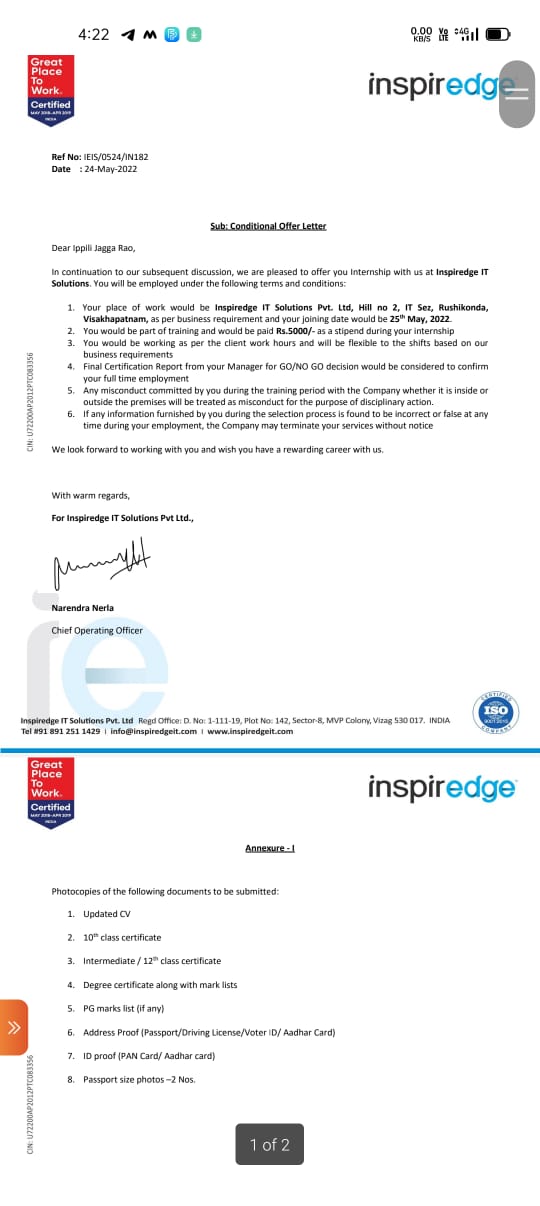 4:22
0.00 KB/S Vo LTE 4G
Great
Place
To
Work.
Certified
MAY 2018-APR 2019
INDIA
inspiredge
Ref No: IEIS/0524/IN182
Date : 24-May-2022
Sub: Conditional Offer Letter
Dear Ippili Jagga Rao,
In continuation to our subsequent discussion, we are pleased to offer you Internship with us at Inspiredge IT
Solutions. You will be employed under the following terms and conditions:
1. Your place of work would be Inspiredge IT Solutions Pvt. Ltd, Hill no 2, IT Sez, Rushikonda,
Visakhapatnam, as per business requirement and your joining date would be 25th May, 2022.
2. You would be part of training and would be paid Rs.5000/- as a stipend during your internship
3. You would be working as per the client work hours and will be flexible to the shifts based on our
business requirements
4. Final Certification Report from your Manager for GO/NO GO decision would be considered to confirm
your full time employment
5. Any misconduct committed by you during the training period with the Company whether it is inside or
outside the premises will be treated as misconduct for the purpose of disciplinary action.
6. If any information furnished by you during the selection process is found to be incorrect or false at any
time during your employment, the Company may terminate your services without notice
CIN: U72200AP2012PTC083356
We look forward to working with you and wish you have a rewarding career with us.
With warm regards,
For Inspiredge IT Solutions Pvt Ltd.,
Narendra Nerla
Chief Operating Officer
ie
CERTIFIED
ISO
9001:2015
COMPANY
Inspiredge IT Solutions Pvt. Ltd Regd Office: D. No: 1-111-19, Plot No: 142, Sector-8, MVP Colony, Vizag 530 017. INDIA
Tel #91 891 251 1429 | info@inspiredgeit.com | www.inspiredgeit.com
Great
Place
To
Work.
Certified
MAY 2018-APR 2019
INDIA
inspiredge
Annexure - I
Photocopies of the following documents to be submitted:
1. Updated CV
2. 10th class certificate
3. Intermediate / 12th class certificate
4. Degree certificate along with mark lists
5. PG marks list (if any)
6. Address Proof (Passport/Driving License/Voter ID/ Aadhar Card)
7. ID proof (PAN Card/ Aadhar card)
8. Passport size photos –2 Nos.
CIN: U72200AP2012PTC083356
1 of 2